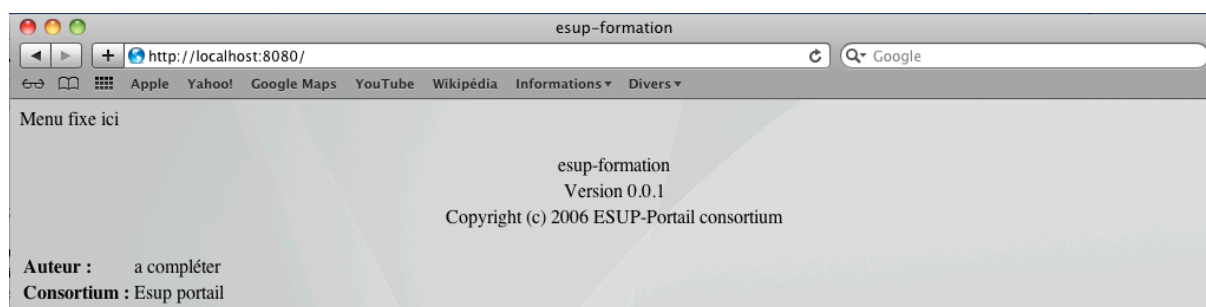 esup-formation
http://localhost:8080/
Google
Apple Yahoo! Google Maps YouTube Wikipédia Informations Divers
Menu fixe ici
esup-formation
Version 0.0.1
Copyright (c) 2006 ESUP-Portail consortium
Auteur : a compléter
Consortium : Esup portail